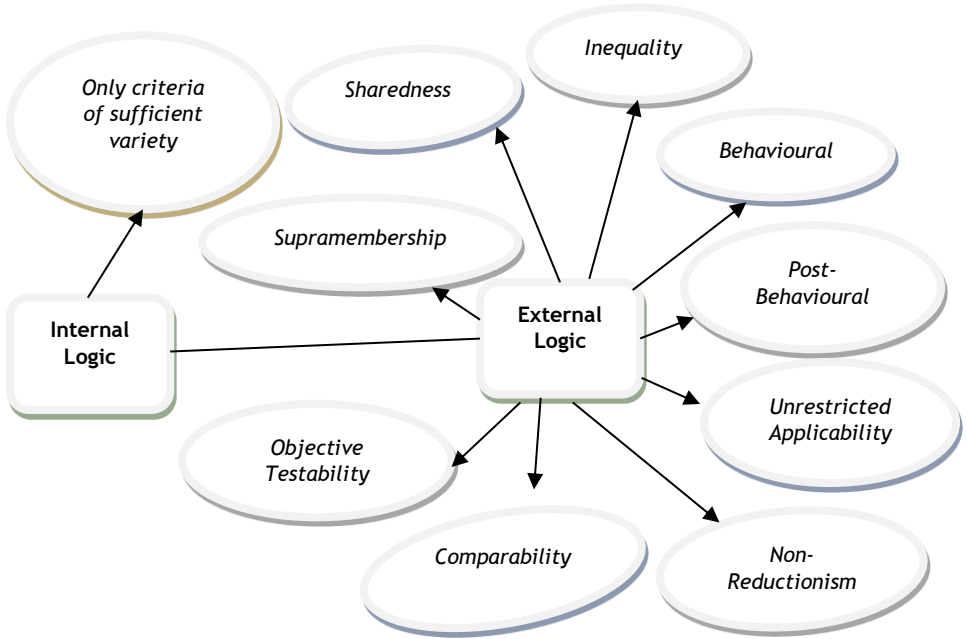 Only criteria
of sufficient
variety
Sharedness
Inequality
Behavioural
Supramembership
Post-
Behavioural
Internal
Logic
External
Logic
Unrestricted
Applicability
Objective
Testability
Comparability
Non-
Reductionism